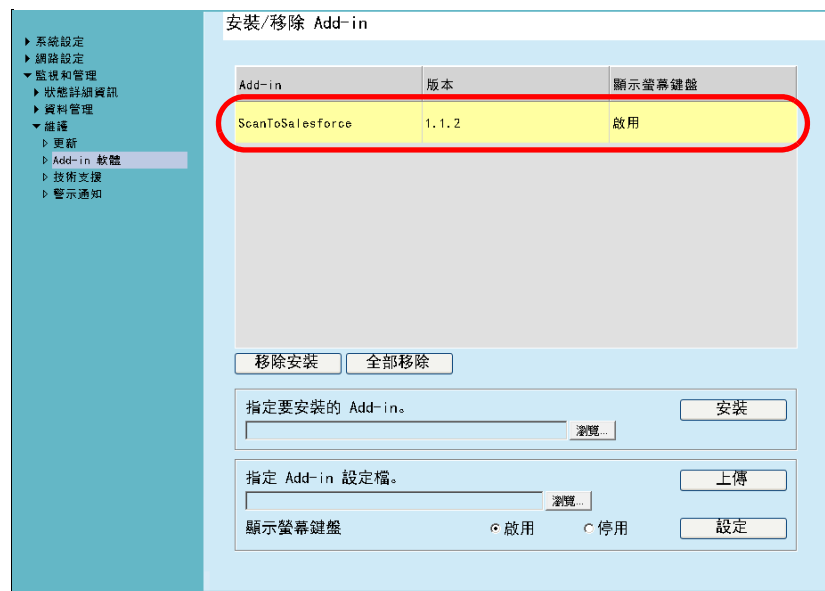 安裝/移除 Add-in
系統設定
網路設定
監視和管理
狀態詳細資訊
資料管理
維護
更新
Add-in 軟體
技術支援
警示通知
Add-in 版本 顯示螢幕鍵盤
ScanToSalesforce 1.1.2 啟用
移除安裝 全部移除
指定要安裝的 Add-in。 安裝
瀏覽...
指定 Add-in 設定檔。 上傳
瀏覽...
顯示螢幕鍵盤 啟用 停用 設定